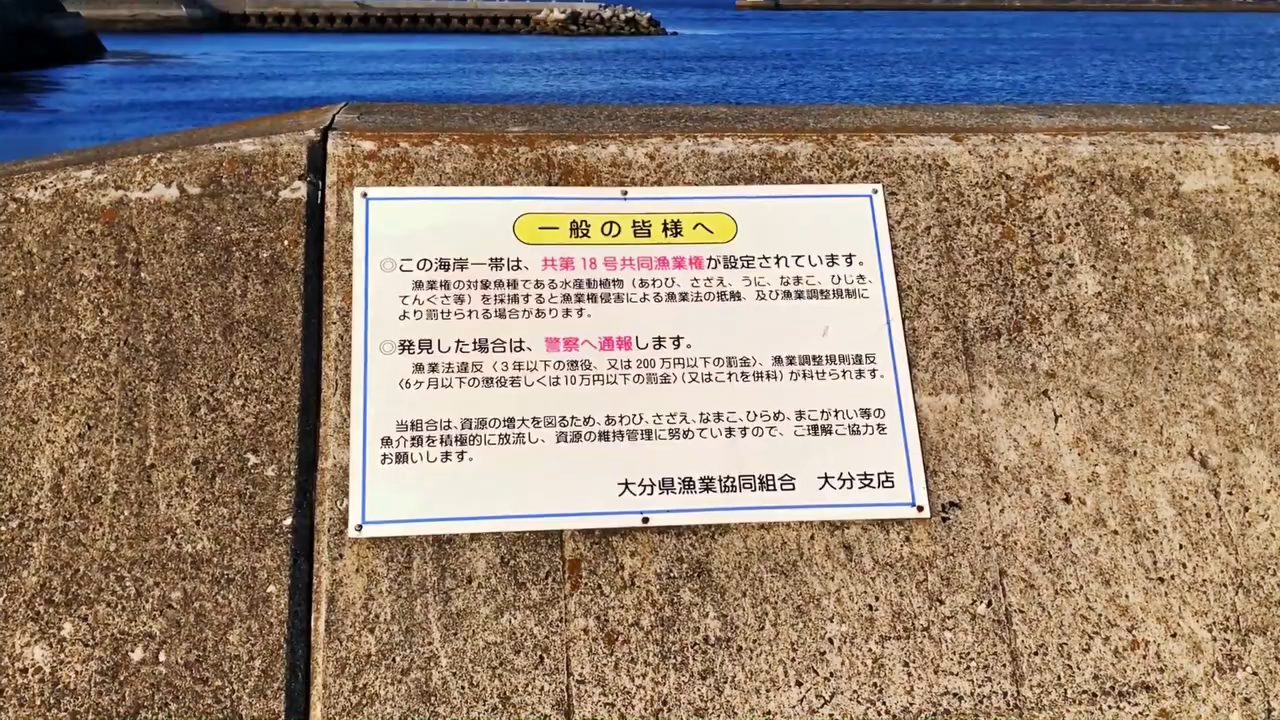 一般の皆様へ
◎この海岸一帯は、共第18号共同漁業権が設定されています。
漁業権の対象魚種である水産動植物（あわび、さざえ、うに、なまこ、ひじき、
てんぐさ等）を採捕すると漁業権侵害による漁業法の抵触、及び漁業調整規制に
より罰せられる場合があります。
◎発見した場合は、警察へ通報します。
漁業法違反〈３年以下の懲役、又は200万円以下の罰金〉、漁業調整規則違反
〈6ヶ月以下の懲役若しくは10万円以下の罰金〉（又はこれを併科）が科せられます。
当組合は、資源の増大を図るため、あわび、さざえ、なまこ、ひらめ、まこがれい等の
魚介類を積極的に放流し、資源の維持管理に努めていますので、ご理解ご協力を
お願いします。
大分県漁業協同組合　大分支店